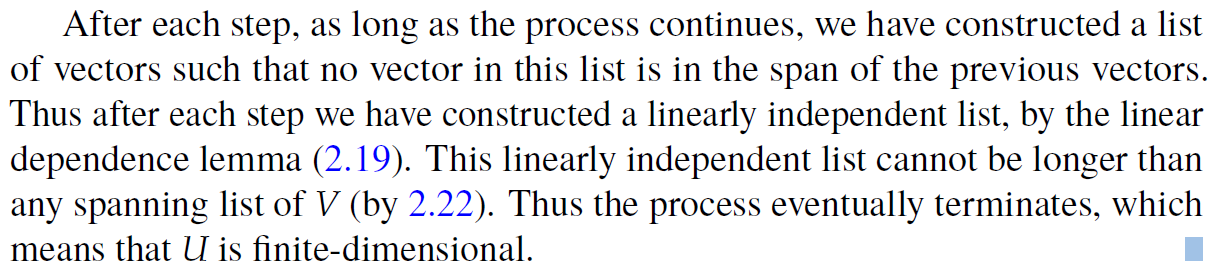 After each step, as long as the process continues, we have constructed a list
of vectors such that no vector in this list is in the span of the previous vectors.
Thus after each step we have constructed a linearly independent list, by the linear
dependence lemma (2.19). This linearly independent list cannot be longer than
any spanning list of V (by 2.22). Thus the process eventually terminates, which
means that U is finite-dimensional.